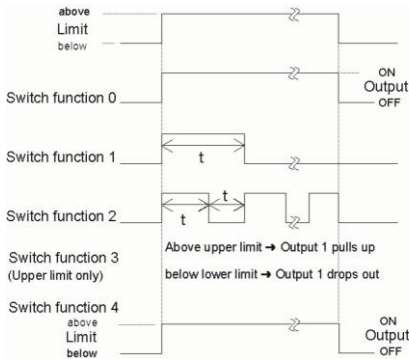 above
Limit
below
ON
Output
OFF
Switch function 0
Switch function 1
t
t
Switch function 2
t
Switch function 3
(Upper limit only)
Above upper limit ➔ Output 1 pulls up
below lower limit ➔ Output 1 drops out
Switch function 4
above
Limit
below
ON
Output
OFF